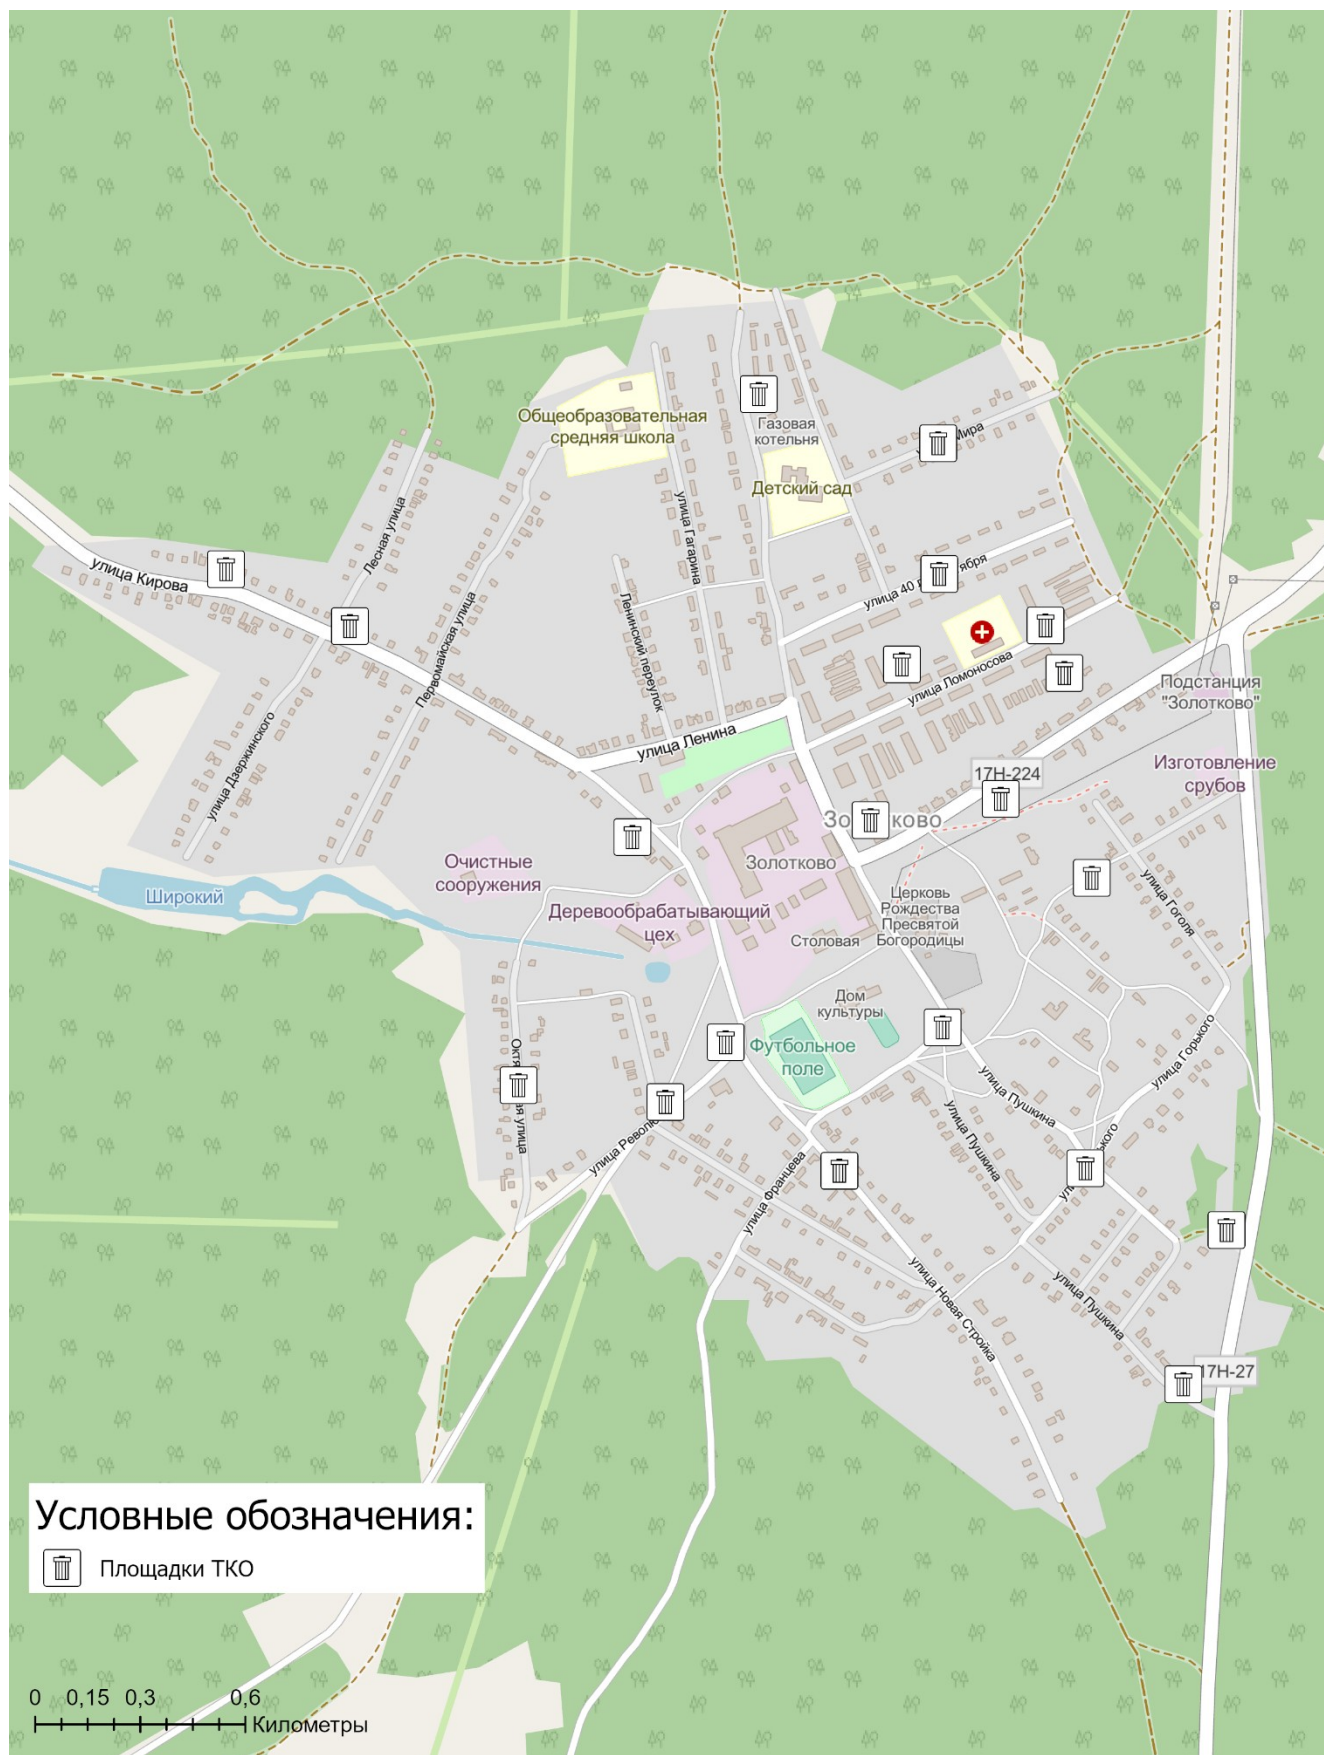 Общеобразовательная
средняя школа
Газовая
котельня
Мира
Детский сад
улица Гагарина
Лесная улица
улица Кирова
улица 40
Ленинский переулок
Первомайская улица
улица Ломоносова
Подстанция
"Золотково"
улица Ленина
улица Дзержинского
Изготовление
срубов
17Н-224
Золотково
Очистные
сооружения
Широкий
Деревообрабатывающий
цех
Столовая
Церковь
Рождества
Пресвятой
Богородицы
улица Гоголя
Дом
культуры
Футбольное
поле
улица Горького
улица Пушкина
улица Пушкина
улица Францева
улица Новая Стройка
улица Пушкина
17Н-27
Условные обозначения:
Площадки ТКО
0 0,15 0,3 0,6
Километры